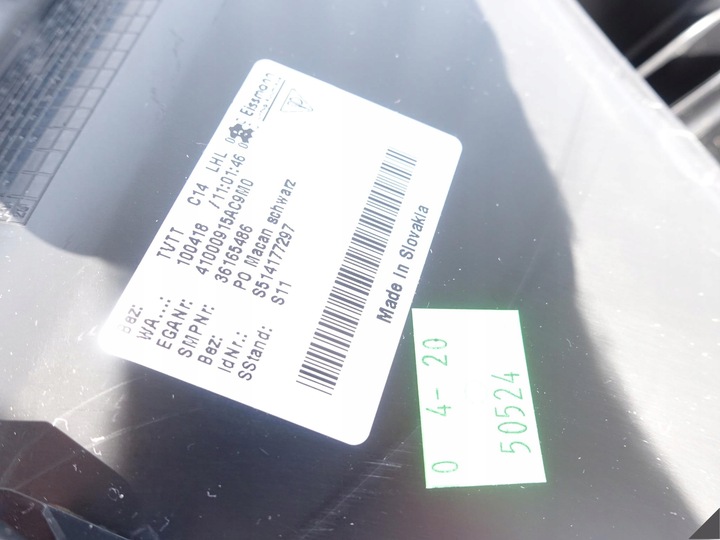 Eissmann
Bez: TVTT C14 LHL
WA...: 100418 /11:01:46
EGANr: 41000915AC9M0
SMPNr: 36165486
Bez: PO Macan schwarz
IdNr.: S514177297
SStand: S11
Made in Slovakia
0 4- 20
50524